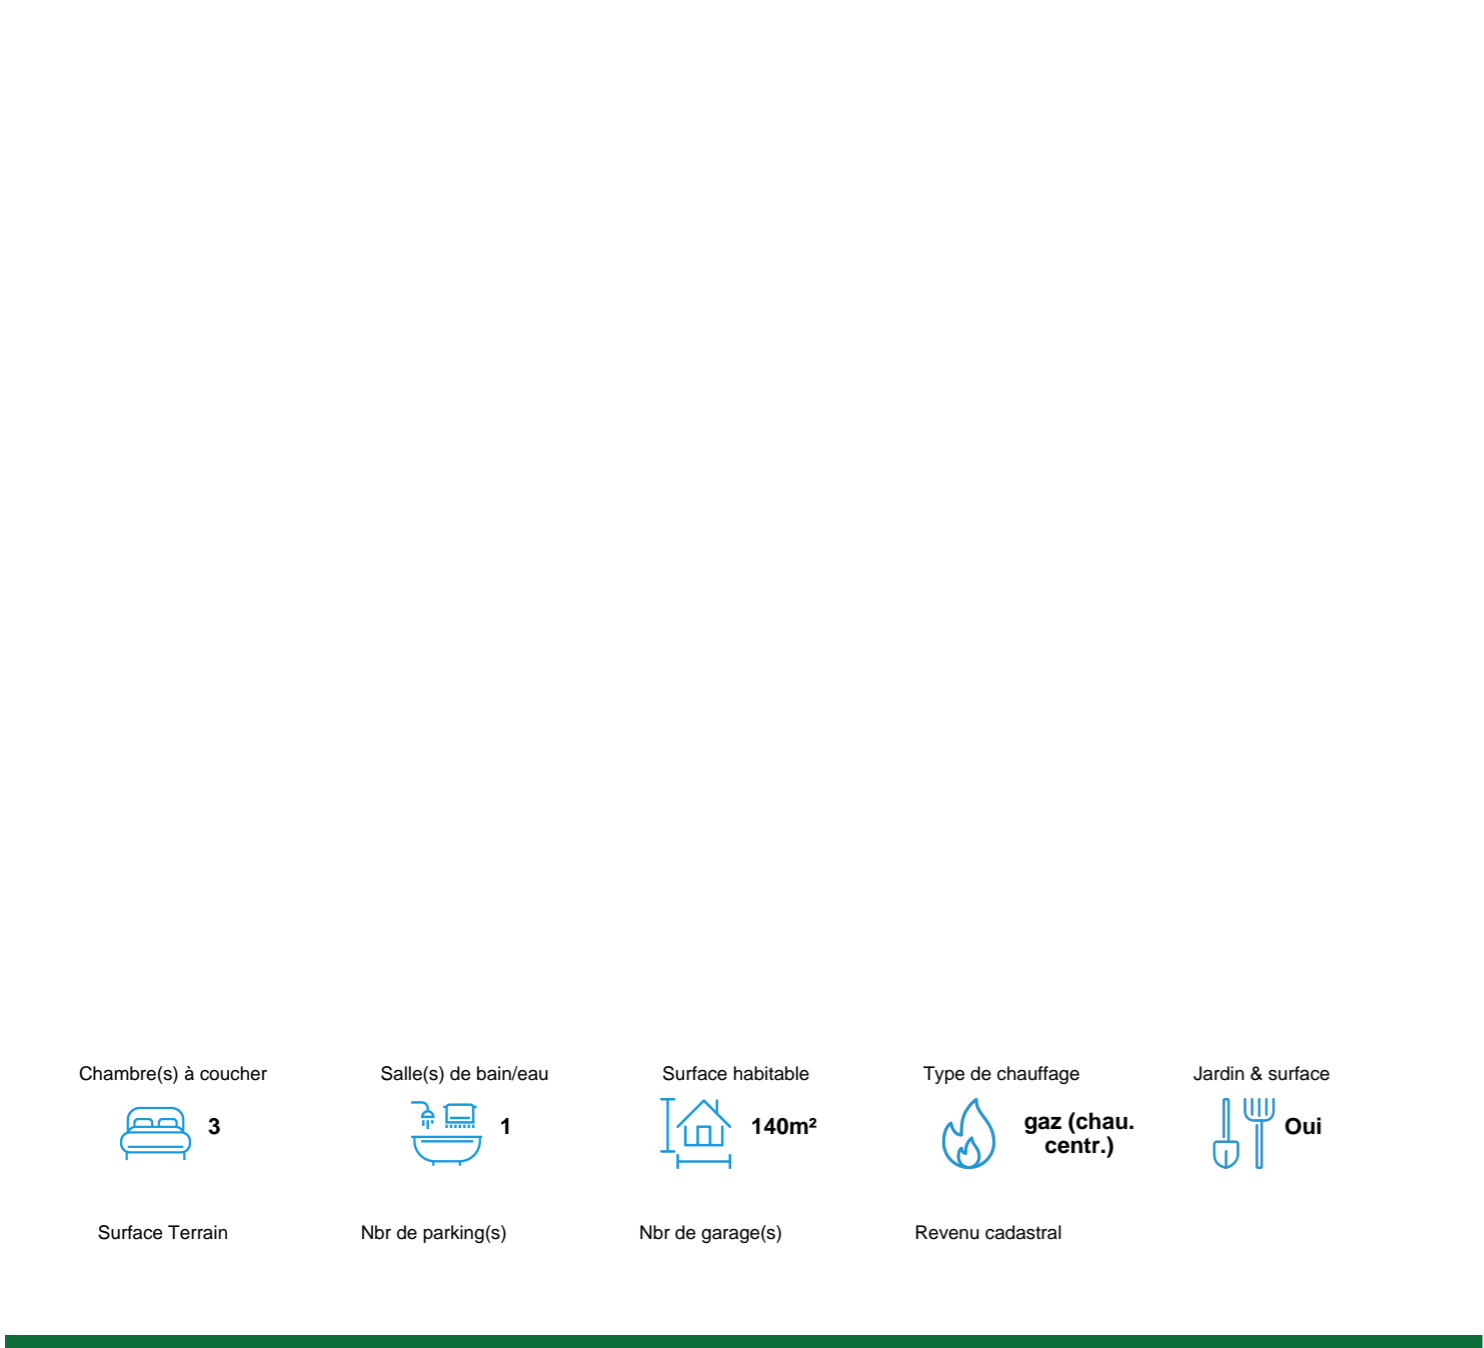 Chambre(s) à coucher
Salle(s) de bain/eau
Surface habitable
Type de chauffage
Jardin & surface
3
1
140m²
gaz (chau.
centr.)
Oui
Surface Terrain
Nbr de parking(s)
Nbr de garage(s)
Revenu cadastral